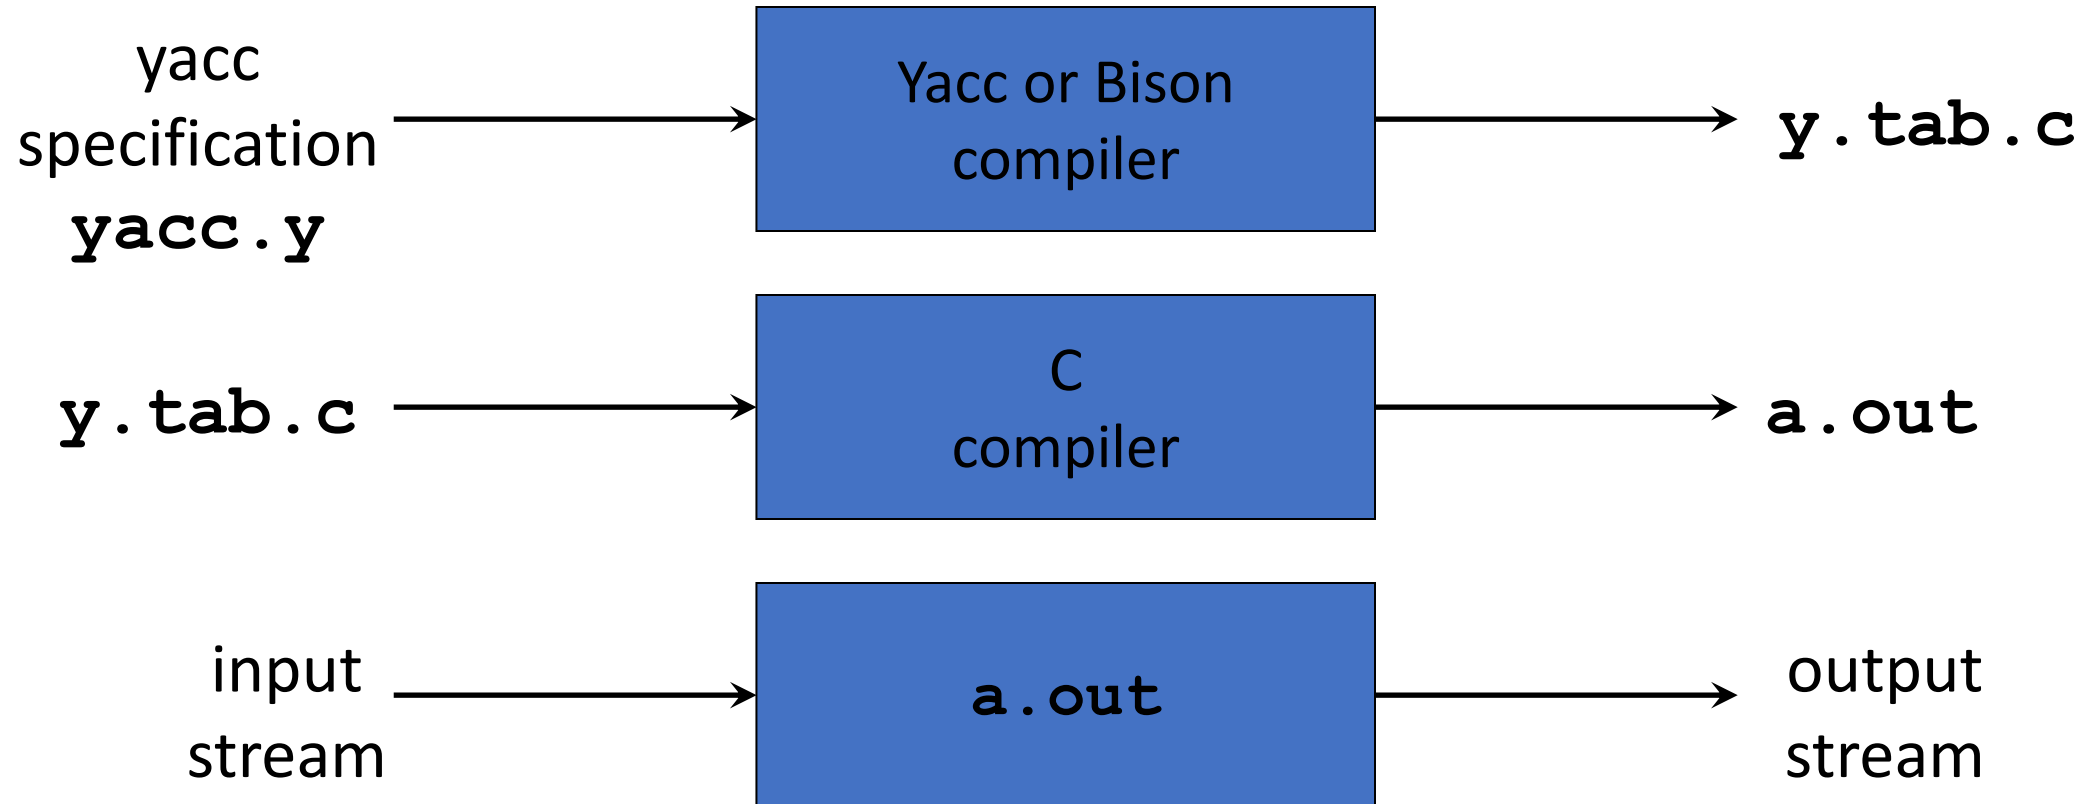 yacc
specification
yacc.y
Yacc or Bison
compiler
y.tab.c
y.tab.c
C
compiler
a.out
input
stream
a.out
output
stream